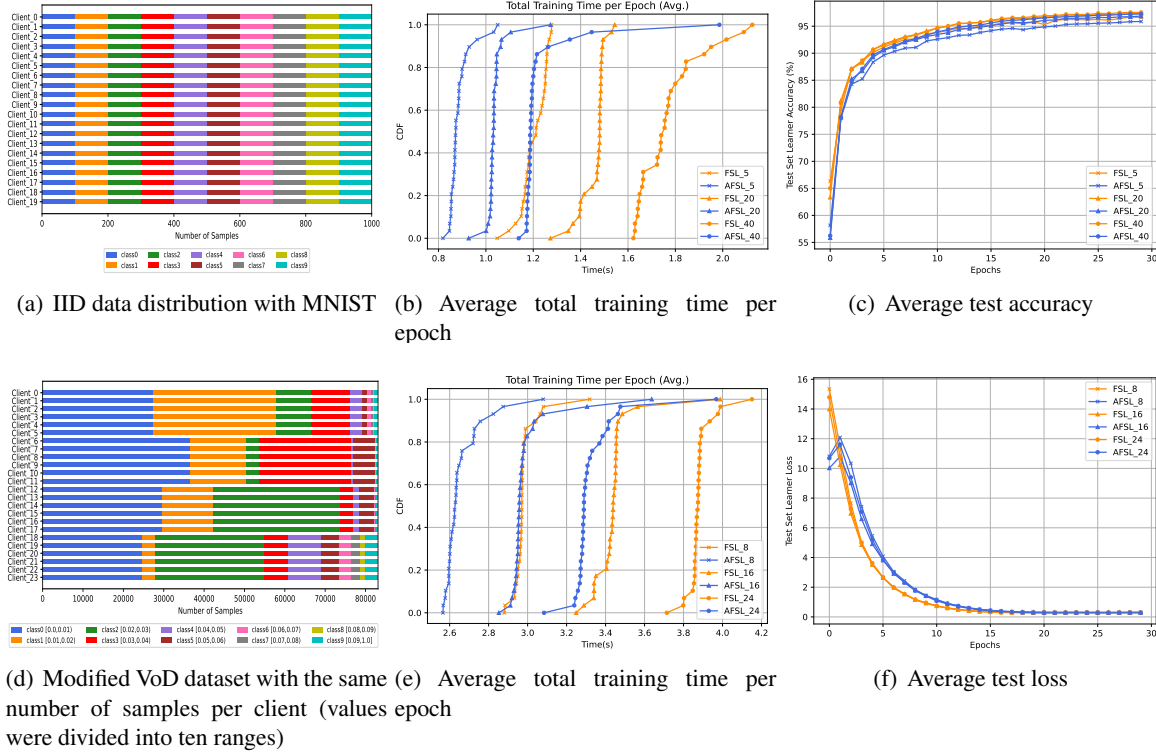 Client_0
Client_1
Client_2
Client_3
Client_4
Client_5
Client_6
Client_7
Client_8
Client_9
Client_10
Client_11
Client_12
Client_13
Client_14
Client_15
Client_16
Client_17
Client_18
Client_19
0 200 400 600 800 1000
Number of Samples
class0 class2 class4 class6 class8
class1 class3 class5 class7 class9
(a) IID data distribution with MNIST
Total Training Time per Epoch (Avg.)
CDF
1.0
0.8
0.6
0.4
0.2
0.0
FSL_5
AFSL_5
FSL_20
AFSL_20
FSL_40
AFSL_40
0.8 1.0 1.2 1.4 1.6 1.8 2.0
Time(s)
(b) Average total training time per
epoch
Test Set Learner Accuracy (%)
95
90
85
80
75
70
65
60
55
FSL_5
AFSL_5
FSL_20
AFSL_20
FSL_40
AFSL_40
0 5 10 15 20 25 30
Epochs
(c) Average test accuracy
Client_0
Client_1
Client_2
Client_3
Client_4
Client_5
Client_6
Client_7
Client_8
Client_9
Client_10
Client_11
Client_12
Client_13
Client_14
Client_15
Client_16
Client_17
Client_18
Client_19
Client_20
Client_21
Client_22
Client_23
0 10000 20000 30000 40000 50000 60000 70000 80000
Number of Samples
class0 [0.0,0.01) class2 [0.02,0.03) class4 [0.04,0.05) class6 [0.06,0.07) class8 [0.08,0.09)
class1 [0.01,0.02) class3 [0.03,0.04) class5 [0.05,0.06) class7 [0.07,0.08) class9 [0.09,1.0]
(d) Modified VoD dataset with the same
number of samples per client (values
were divided into ten ranges)
Total Training Time per Epoch (Avg.)
CDF
1.0
0.8
0.6
0.4
0.2
0.0
FSL_8
AFSL_8
FSL_16
AFSL_16
FSL_24
AFSL_24
2.6 2.8 3.0 3.2 3.4 3.6 3.8 4.0 4.2
Time(s)
(e) Average total training time per
epoch
Test Set Learner Loss
16
14
12
10
8
6
4
2
0
FSL_8
AFSL_8
FSL_16
AFSL_16
FSL_24
AFSL_24
0 5 10 15 20 25 30
Epochs
(f) Average test loss